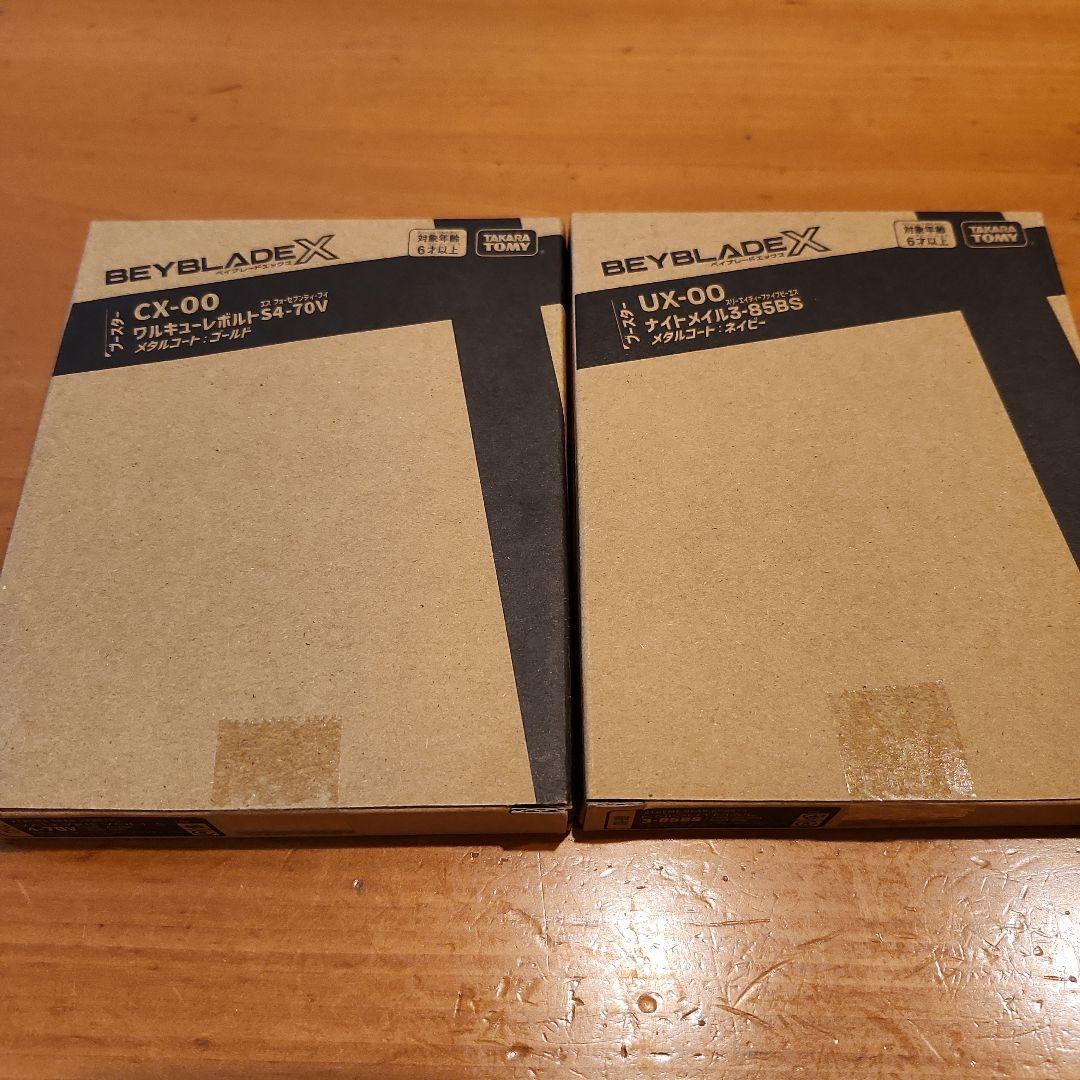 BEYBLADE X
ベイブレードエックス
対象年齢
6才以上
TAKARA
TOMY
ブースター
CX-00
エス フォーセブンティ・ブイ
ワルキューレボルトS4-70V
メタルコート：ゴールド
4-70V
BEYBLADE X
ベイブレードエックス
対象年齢
6才以上
TAKARA
TOMY
ブースター
UX-00
スリーエイティーファイブビーエス
ナイトメイル3-85BS
メタルコート：ネイビー
3-85BS